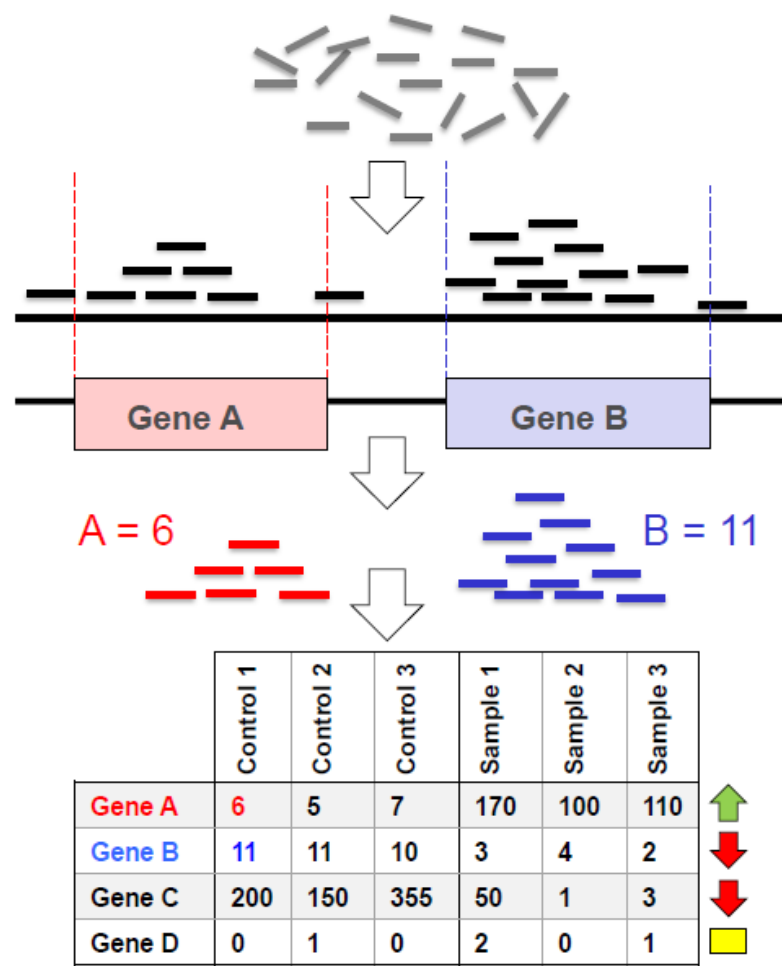 Gene A
Gene B
A = 6
B = 11
Control 1
Control 2
Control 3
Sample 1
Sample 2
Sample 3
Gene A 6 5 7 170 100 110
Gene B 11 11 10 3 4 2
Gene C 200 150 355 50 1 3
Gene D 0 1 0 2 0 1